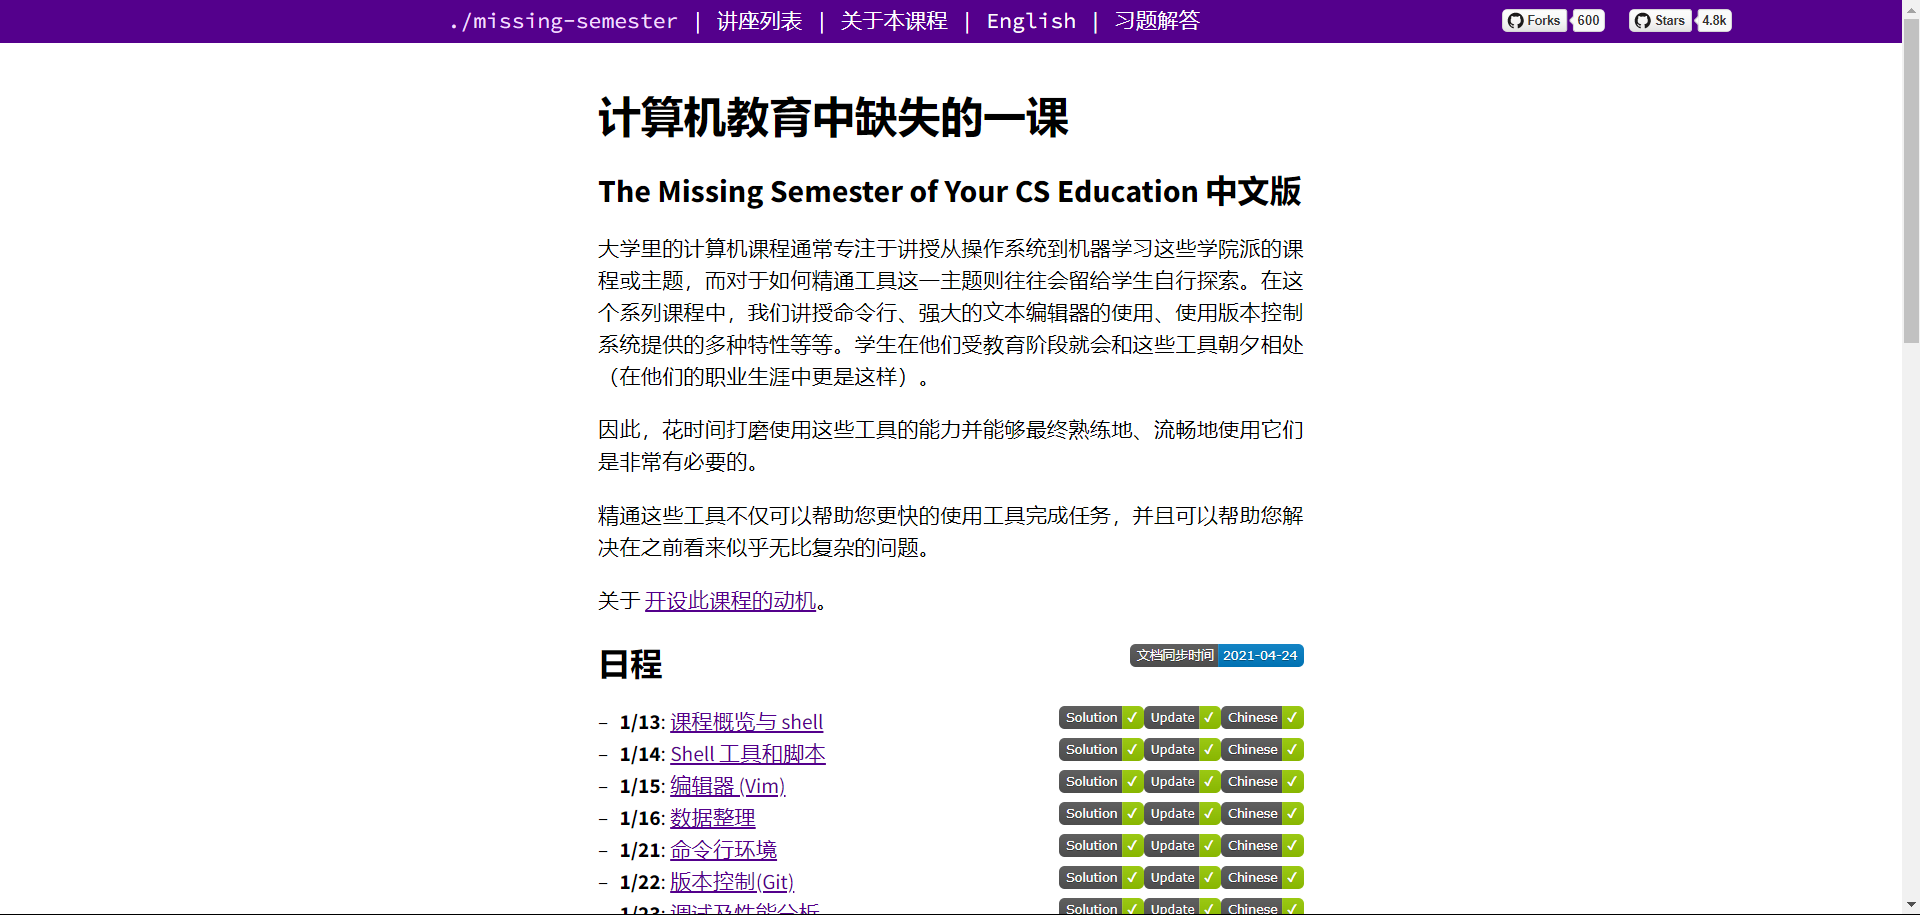 ./missing-semester | 讲座列表 | 关于本课程 | English | 习题解答
Forks 600 Stars 4.8k
计算机教育中缺失的一课
The Missing Semester of Your CS Education 中文版
大学里的计算机课程通常专注于讲授从操作系统到机器学习这些学院派的课
程或主题，而对于如何精通工具这一主题则往往会留给学生自行探索。在这
个系列课程中，我们讲授命令行、强大的文本编辑器的使用、使用版本控制
系统提供的多种特性等等。学生在他们受教育阶段就会和这些工具朝夕相处
（在他们的职业生涯中更是这样）。
因此，花时间打磨使用这些工具的能力并能够最终熟练地、流畅地使用它们
是非常有必要的。
精通这些工具不仅可以帮助您更快的使用工具完成任务，并且可以帮助您解
决在之前看来似乎无比复杂的问题。
关于 开设此课程的动机。
日程
文档同步时间 2021-04-24
– 1/13: 课程概览与 shell Solution ✓ Update ✓ Chinese ✓
– 1/14: Shell 工具和脚本 Solution ✓ Update ✓ Chinese ✓
– 1/15: 编辑器 (Vim) Solution ✓ Update ✓ Chinese ✓
– 1/16: 数据整理 Solution ✓ Update ✓ Chinese ✓
– 1/21: 命令行环境 Solution ✓ Update ✓ Chinese ✓
– 1/22: 版本控制(Git) Solution ✓ Update ✓ Chinese ✓
1/23: 调试及性能分析 Solution ✓ Update ✓ Chinese ✓